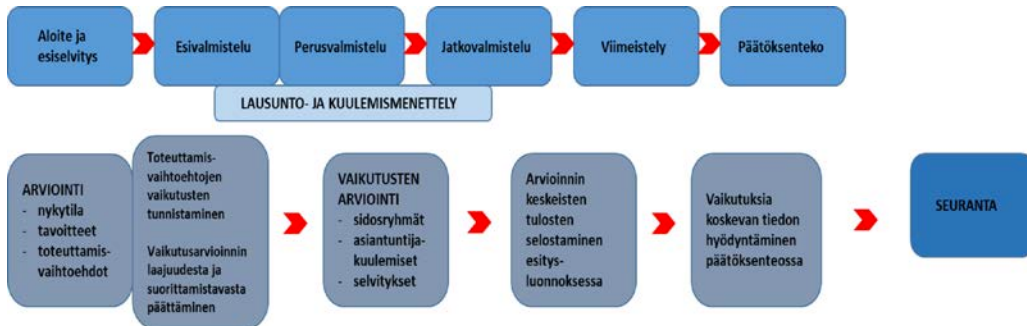 Aloite ja
esiselvitys
Esivalmistelu
Perusvalmistelu
Jatkovalmistelu
Viimeistely
Päätöksenteko
LAUSUNTO- JA KUULEMISMENETTELY
ARVIOINTI
- nykytila
- tavoitteet
- toteuttamis-
vaihtoehdot
Toteuttamis-
vaihtoehtojen
vaikutusten
tunnistaminen
Vaikutusarvioinnin
laajuudesta ja
suorittamistavasta
päättäminen
VAIKUTUSTEN
ARVIOINTI
- sidosryhmät
- asiantuntija-
kuulemiset
- selvitykset
Arvioinnin
keskeisten
tulosten
selostaminen
esitys-
luonnoksessa
Vaikutuksia
koskevan tiedon
hyödyntäminen
päätöksenteossa
SEURANTA